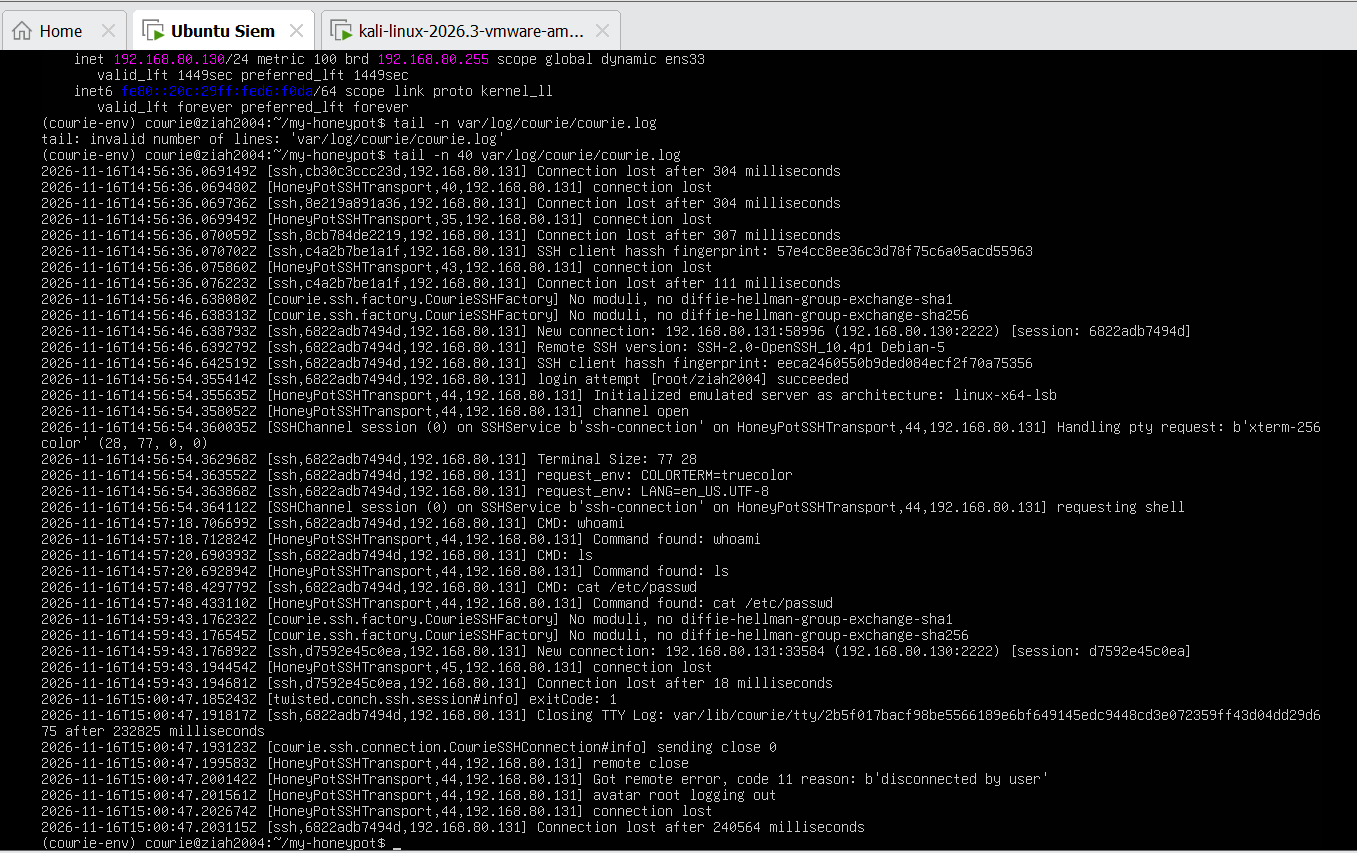 Home
Ubuntu Siem
kali-linux-2026.3-vmware-am...
inet 192.168.80.130/24 metric 100 brd 192.168.80.255 scope global dynamic ens33
valid_lft 1449sec preferred_lft 1449sec
inet6 fe80::20c:29ff:fed6:f0da/64 scope link proto kernel_ll
valid_lft forever preferred_lft forever
(cowrie-env) cowrie@ziah2004:~/my-honeypot$ tail -n var/log/cowrie/cowrie.log
tail: invalid number of lines: 'var/log/cowrie/cowrie.log'
(cowrie-env) cowrie@ziah2004:~/my-honeypot$ tail -n 40 var/log/cowrie/cowrie.log
2026-11-16T14:56:36.069149Z [ssh,cb30c3ccc23d,192.168.80.131] Connection lost after 304 milliseconds
2026-11-16T14:56:36.069480Z [HoneyPotSSHTransport,40,192.168.80.131] connection lost
2026-11-16T14:56:36.069736Z [ssh,8e219a891a36,192.168.80.131] Connection lost after 304 milliseconds
2026-11-16T14:56:36.069949Z [HoneyPotSSHTransport,35,192.168.80.131] connection lost
2026-11-16T14:56:36.070059Z [ssh,8cb784de2219,192.168.80.131] Connection lost after 307 milliseconds
2026-11-16T14:56:36.070702Z [ssh,c4a2b7be1a1f,192.168.80.131] SSH client hassh fingerprint: 57e4cc8ee36c3d78f75c6a05acd55963
2026-11-16T14:56:36.075860Z [HoneyPotSSHTransport,43,192.168.80.131] connection lost
2026-11-16T14:56:36.076223Z [ssh,c4a2b7be1a1f,192.168.80.131] Connection lost after 111 milliseconds
2026-11-16T14:56:46.638080Z [cowrie.ssh.factory.CowrieSSHFactory] No moduli, no diffie-hellman-group-exchange-sha1
2026-11-16T14:56:46.638313Z [cowrie.ssh.factory.CowrieSSHFactory] No moduli, no diffie-hellman-group-exchange-sha256
2026-11-16T14:56:46.638793Z [ssh,6822adb7494d,192.168.80.131] New connection: 192.168.80.131:58996 (192.168.80.130:2222) [session: 6822adb7494d]
2026-11-16T14:56:46.639279Z [ssh,6822adb7494d,192.168.80.131] Remote SSH version: SSH-2.0-OpenSSH_10.4p1 Debian-5
2026-11-16T14:56:46.642519Z [ssh,6822adb7494d,192.168.80.131] SSH client hassh fingerprint: eeca2460550b9ded084ecf2f70a75356
2026-11-16T14:56:54.355414Z [ssh,6822adb7494d,192.168.80.131] login attempt [root/ziah2004] succeeded
2026-11-16T14:56:54.355635Z [HoneyPotSSHTransport,44,192.168.80.131] Initialized emulated server as architecture: linux-x64-lsb
2026-11-16T14:56:54.358052Z [HoneyPotSSHTransport,44,192.168.80.131] channel open
2026-11-16T14:56:54.360035Z [SSHChannel session (0) on SSHService b'ssh-connection' on HoneyPotSSHTransport,44,192.168.80.131] Handling pty request: b'xterm-256
color' (28, 77, 0, 0)
2026-11-16T14:56:54.362968Z [ssh,6822adb7494d,192.168.80.131] Terminal Size: 77 28
2026-11-16T14:56:54.363552Z [ssh,6822adb7494d,192.168.80.131] request_env: COLORTERM=truecolor
2026-11-16T14:56:54.363868Z [ssh,6822adb7494d,192.168.80.131] request_env: LANG=en_US.UTF-8
2026-11-16T14:56:54.364112Z [SSHChannel session (0) on SSHService b'ssh-connection' on HoneyPotSSHTransport,44,192.168.80.131] requesting shell
2026-11-16T14:57:18.706699Z [ssh,6822adb7494d,192.168.80.131] CMD: whoami
2026-11-16T14:57:18.712824Z [HoneyPotSSHTransport,44,192.168.80.131] Command found: whoami
2026-11-16T14:57:20.690393Z [ssh,6822adb7494d,192.168.80.131] CMD: ls
2026-11-16T14:57:20.692894Z [HoneyPotSSHTransport,44,192.168.80.131] Command found: ls
2026-11-16T14:57:48.429779Z [ssh,6822adb7494d,192.168.80.131] CMD: cat /etc/passwd
2026-11-16T14:57:48.433110Z [HoneyPotSSHTransport,44,192.168.80.131] Command found: cat /etc/passwd
2026-11-16T14:59:43.176232Z [cowrie.ssh.factory.CowrieSSHFactory] No moduli, no diffie-hellman-group-exchange-sha1
2026-11-16T14:59:43.176545Z [cowrie.ssh.factory.CowrieSSHFactory] No moduli, no diffie-hellman-group-exchange-sha256
2026-11-16T14:59:43.176892Z [ssh,d7592e45c0ea,192.168.80.131] New connection: 192.168.80.131:33584 (192.168.80.130:2222) [session: d7592e45c0ea]
2026-11-16T14:59:43.194454Z [HoneyPotSSHTransport,45,192.168.80.131] connection lost
2026-11-16T14:59:43.194681Z [ssh,d7592e45c0ea,192.168.80.131] Connection lost after 18 milliseconds
2026-11-16T15:00:47.185243Z [twisted.conch.ssh.session#info] exitCode: 1
2026-11-16T15:00:47.191817Z [ssh,6822adb7494d,192.168.80.131] Closing TTY Log: var/lib/cowrie/tty/2b5f017bacf98be5566189e6bf649145edc9448cd3e072359ff43d04dd29d6
75 after 232825 milliseconds
2026-11-16T15:00:47.193123Z [cowrie.ssh.connection.CowrieSSHConnection#info] sending close 0
2026-11-16T15:00:47.199583Z [HoneyPotSSHTransport,44,192.168.80.131] remote close
2026-11-16T15:00:47.200142Z [HoneyPotSSHTransport,44,192.168.80.131] Got remote error, code 11 reason: b'disconnected by user'
2026-11-16T15:00:47.201561Z [HoneyPotSSHTransport,44,192.168.80.131] avatar root logging out
2026-11-16T15:00:47.202674Z [HoneyPotSSHTransport,44,192.168.80.131] connection lost
2026-11-16T15:00:47.203115Z [ssh,6822adb7494d,192.168.80.131] Connection lost after 240564 milliseconds
(cowrie-env) cowrie@ziah2004:~/my-honeypot$ _